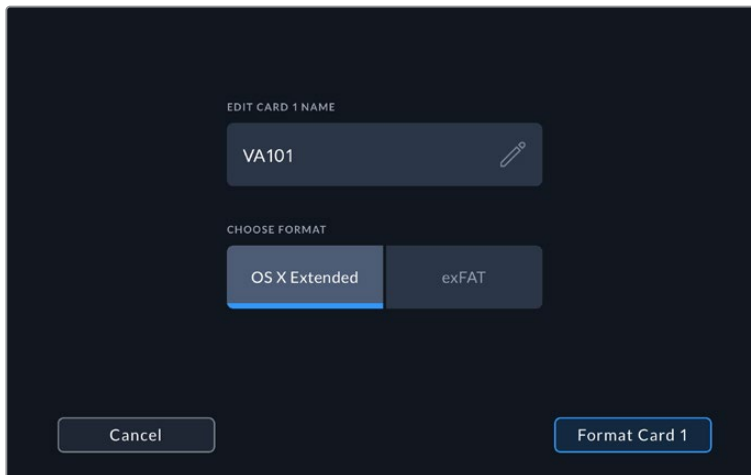 EDIT CARD 1 NAME
VA101
CHOOSE FORMAT
OS X Extended
exFAT
Cancel
Format Card 1